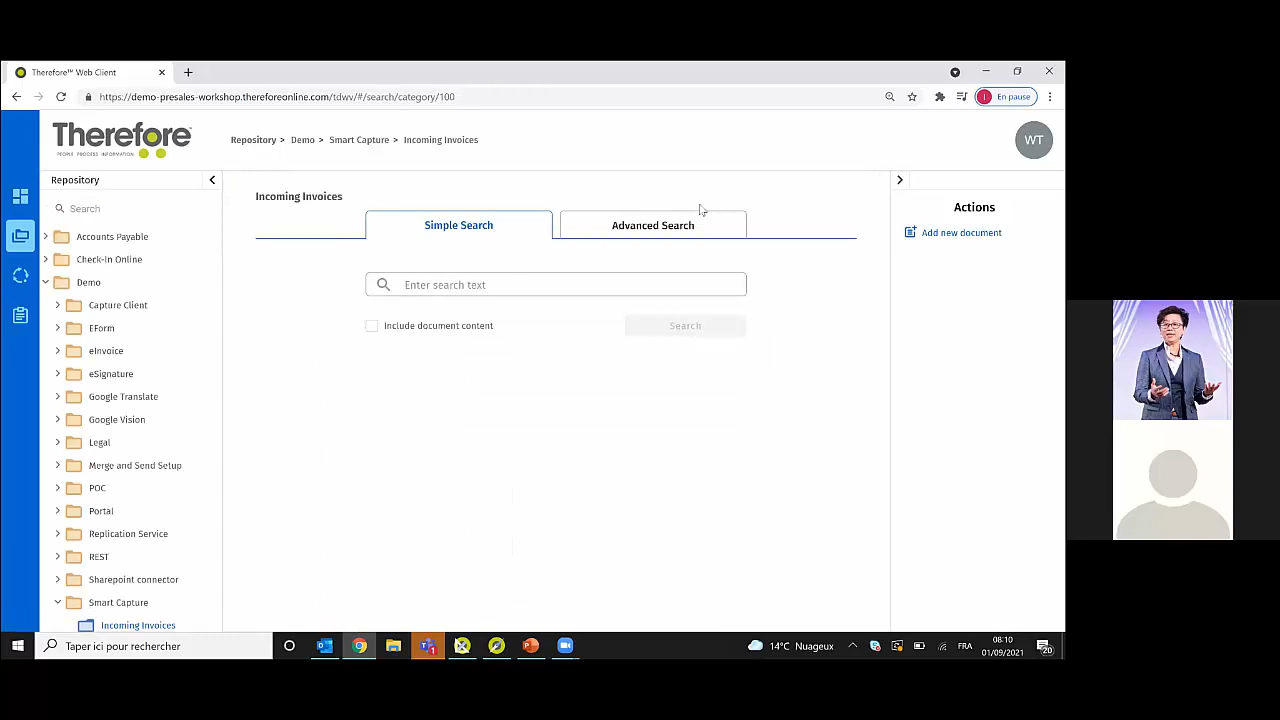 Therefore™ Web Client
https://demo-presales-workshop.thereforeonline.com/tdwv/#/search/category/100
En pause
Therefore
PEOPLE PROCESS INFORMATION
Repository > Demo > Smart Capture > Incoming Invoices
WT
Repository
Search
Accounts Payable
Check-In Online
Demo
Capture Client
EForm
eInvoice
eSignature
Google Translate
Google Vision
Legal
Merge and Send Setup
POC
Portal
Replication Service
REST
Sharepoint connector
Smart Capture
Incoming Invoices
Incoming Invoices
Simple Search
Advanced Search
Enter search text
Include document content
Search
Actions
Add new document
Taper ici pour rechercher
14°C Nuageux
FRA
08:10
01/09/2021
20